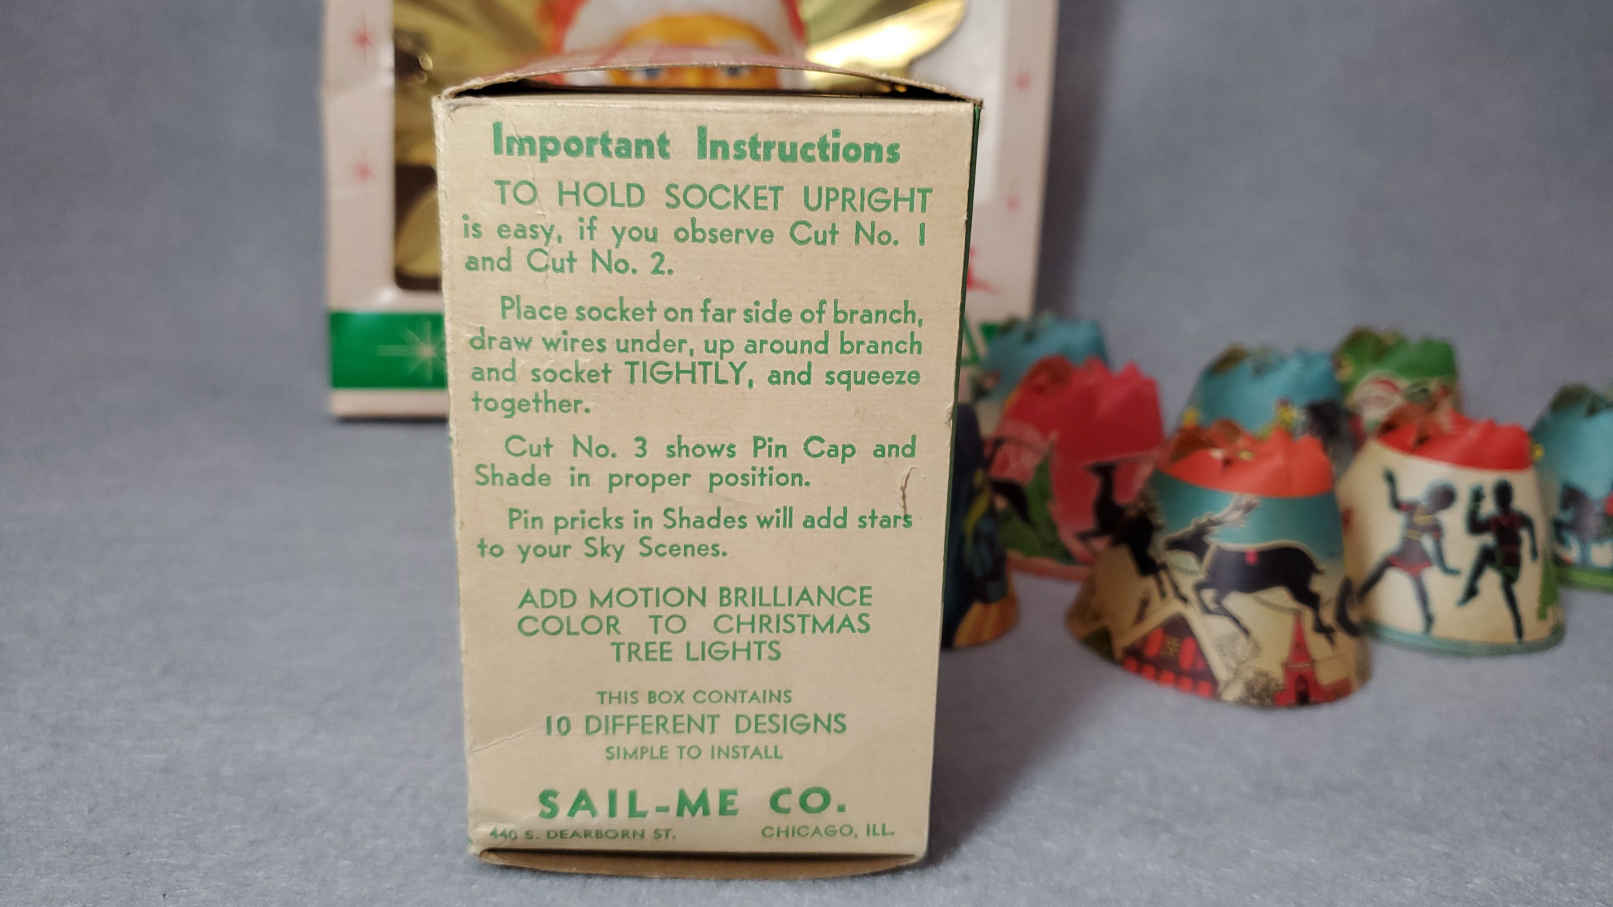 Important Instructions
TO HOLD SOCKET UPRIGHT
is easy, if you observe Cut No. 1
and Cut No. 2.
Place socket on far side of branch,
draw wires under, up around branch
and socket TIGHTLY, and squeeze
together.
Cut No. 3 shows Pin Cap and
Shade in proper position.
Pin pricks in Shades will add stars
to your Sky Scenes.
ADD MOTION BRILLIANCE
COLOR TO CHRISTMAS
TREE LIGHTS
THIS BOX CONTAINS
10 DIFFERENT DESIGNS
SIMPLE TO INSTALL
SAIL-ME CO.
440 S. DEARBORN ST. CHICAGO, ILL.